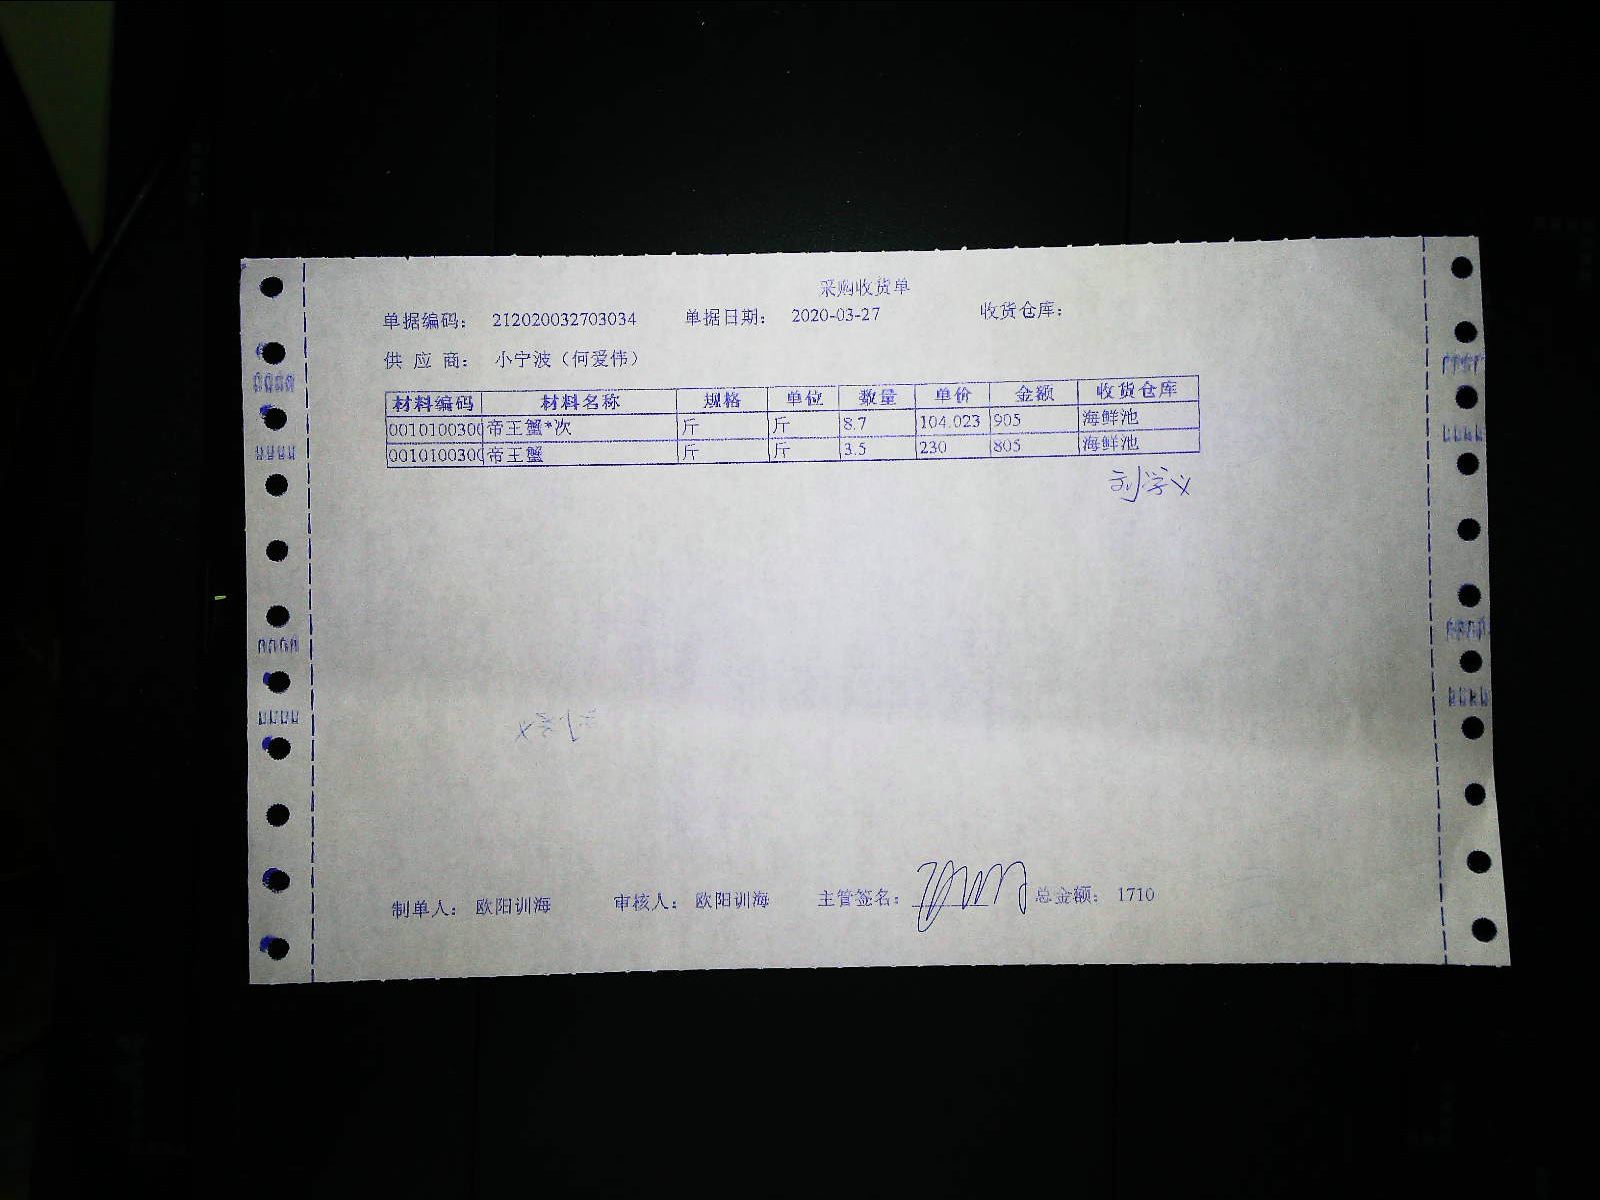 采购收货单
单据编码： 212020032703034 单据日期： 2020-03-27 收货仓库：
供 应 商： 小宁波（何爱伟）
材料编码 材料名称 规格 单位 数量 单价 金额 收货仓库
0010100300 帝王蟹*次 斤 斤 8.7 104.023 905 海鲜池
0010100300 帝王蟹 斤 斤 3.5 230 805 海鲜池
刘学义
制单人： 欧阳训海 审核人： 欧阳训海 主管签名： 总金额： 1710